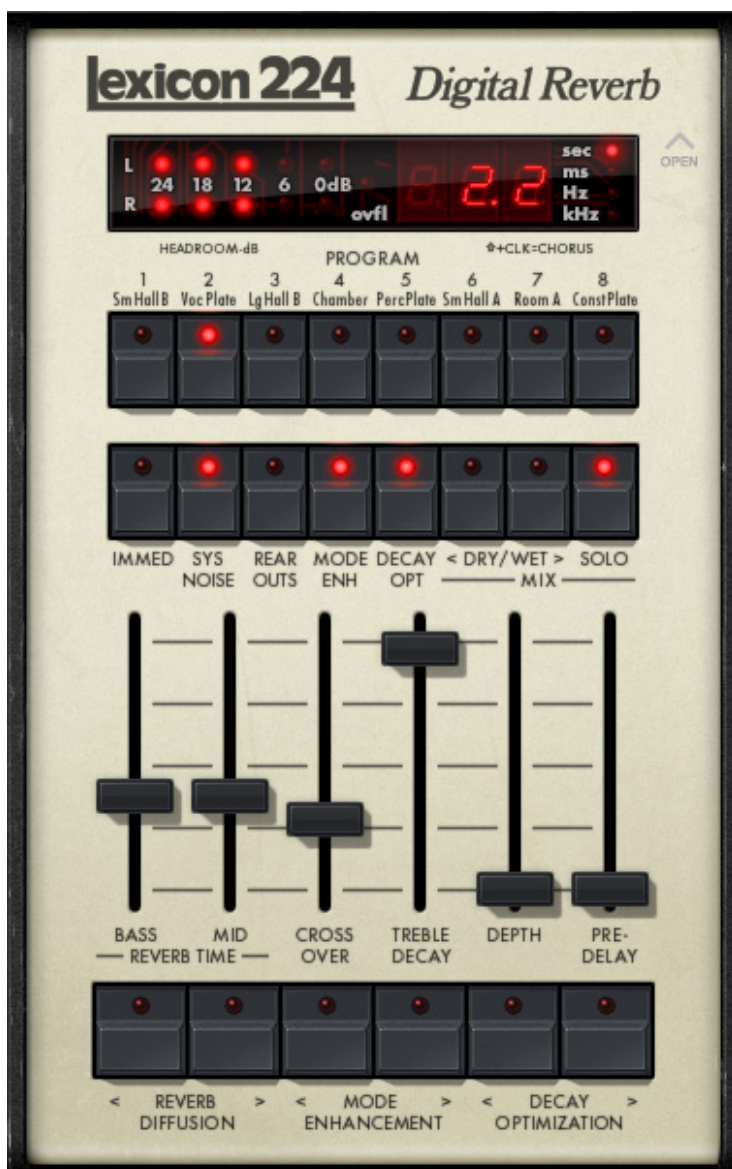 lexicon 224 Digital Reverb
OPEN
L 24 18 12 6 0dB
R ovfl
2.2
sec
ms
Hz
kHz
HEADROOM-dB
⇧+CLK=CHORUS
PROGRAM
1 2 3 4 5 6 7 8
Sm Hall B Voc Plate Lg Hall B Chamber Perc Plate Sm Hall A Room A Const Plate
IMMED SYS REAR MODE DECAY < DRY/WET > SOLO
NOISE OUTS ENH OPT MIX
BASS MID CROSS TREBLE DEPTH PRE-
REVERB TIME OVER DECAY DELAY
< REVERB > < MODE > < DECAY >
DIFFUSION ENHANCEMENT OPTIMIZATION